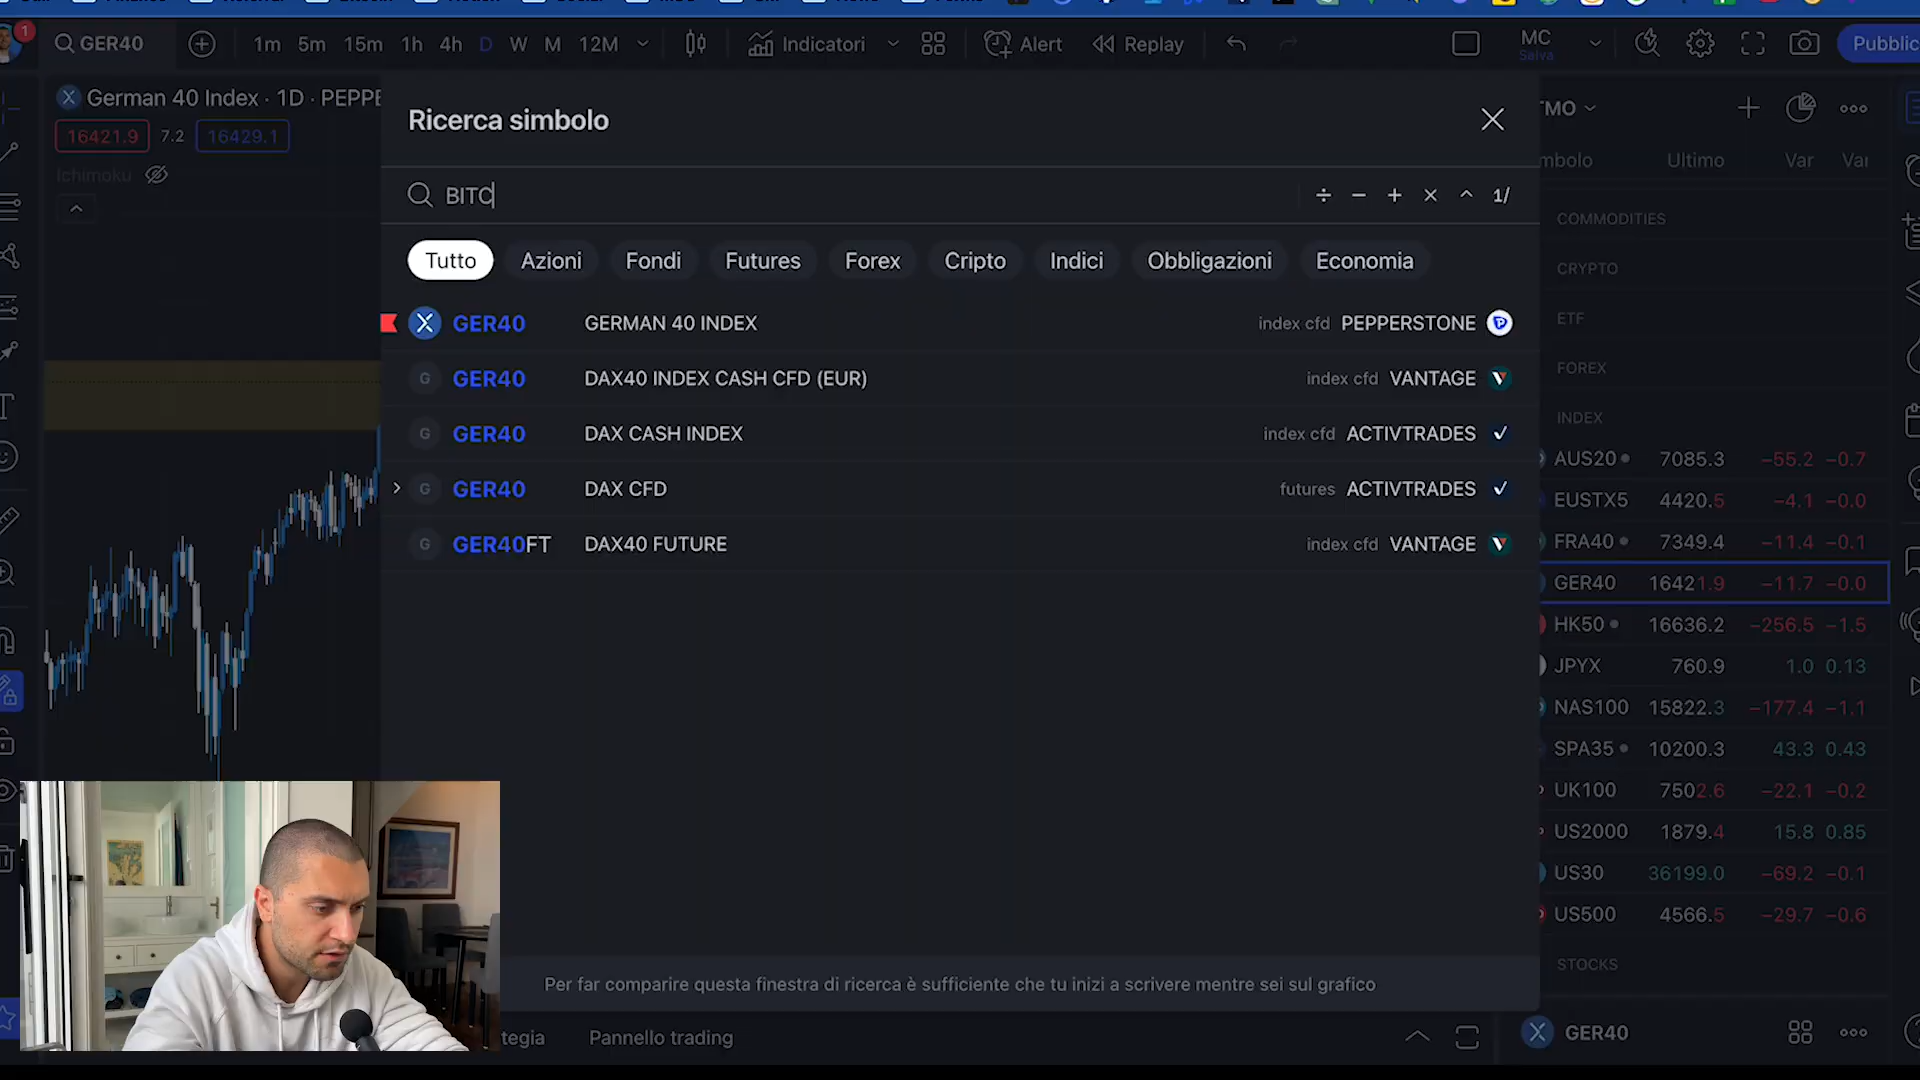 1
GER40
1m 5m 15m 1h 4h D W M 12M
Indicatori
Alert
Replay
MC
Salva
Pubblic
German 40 Index · 1D · PEPPE
16421.9 7.2 16429.1
Ichimoku
Ricerca simbolo
BITC
÷ − + × ^ 1/
Tutto Azioni Fondi Futures Forex Cripto Indici Obbligazioni Economia
GER40 GERMAN 40 INDEX index cfd PEPPERSTONE
G GER40 DAX40 INDEX CASH CFD (EUR) index cfd VANTAGE
G GER40 DAX CASH INDEX index cfd ACTIVTRADES
G GER40 DAX CFD futures ACTIVTRADES
G GER40FT DAX40 FUTURE index cfd VANTAGE
Per far comparire questa finestra di ricerca è sufficiente che tu inizi a scrivere mentre sei sul grafico
tegia
Pannello trading
TMO
mbolo Ultimo Var Var
COMMODITIES
CRYPTO
ETF
FOREX
INDEX
AUS20 7085.3 −55.2 −0.7
EUSTX5 4420.5 −4.1 −0.0
FRA40 7349.4 −11.4 −0.1
GER40 16421.9 −11.7 −0.0
HK50 16636.2 −256.5 −1.5
JPYX 760.9 1.0 0.13
NAS100 15822.3 −177.4 −1.1
SPA35 10200.3 43.3 0.43
UK100 7502.6 −22.1 −0.2
US2000 1879.4 15.8 0.85
US30 36199.0 −69.2 −0.1
US500 4566.5 −29.7 −0.6
STOCKS
GER40